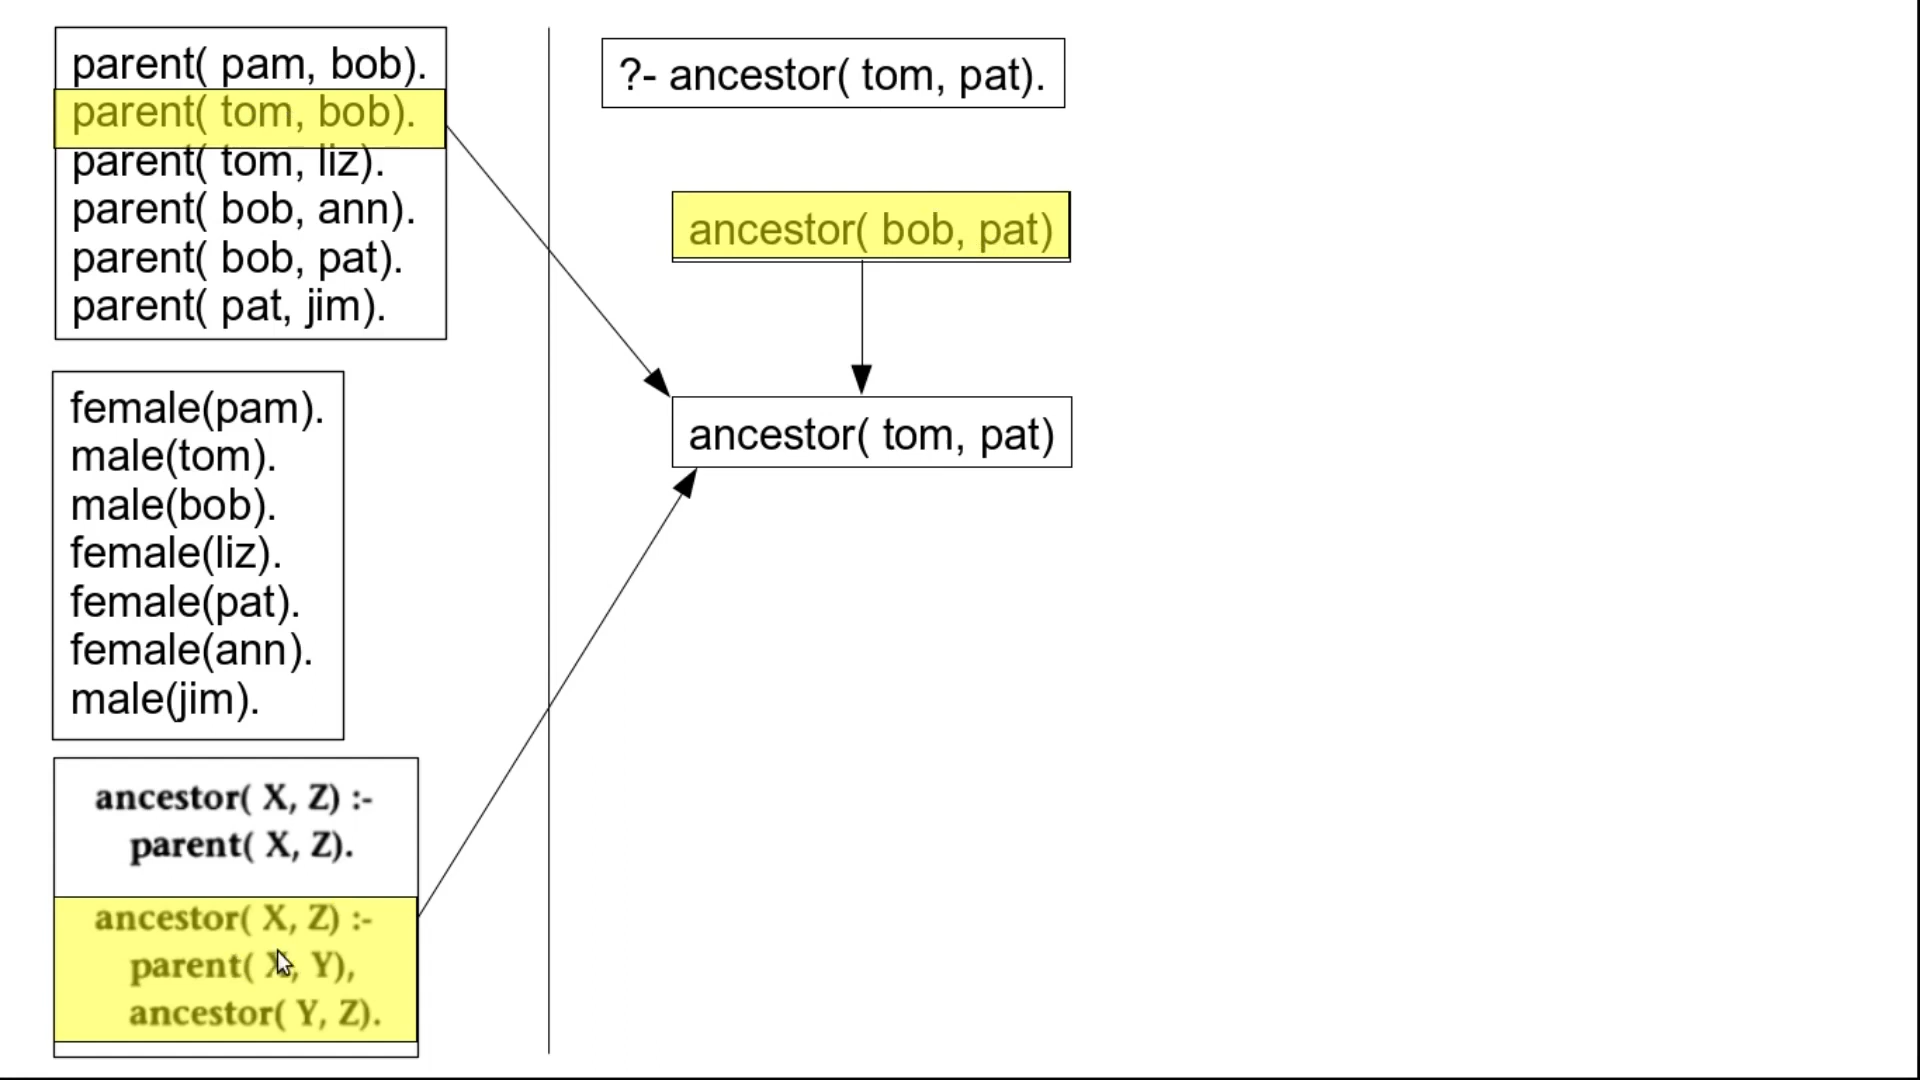 parent( pam, bob).
parent( tom, bob).
parent( tom, liz).
parent( bob, ann).
parent( bob, pat).
parent( pat, jim).
female(pam).
male(tom).
male(bob).
female(liz).
female(pat).
female(ann).
male(jim).
ancestor( X, Z) :-
parent( X, Z).
ancestor( X, Z) :-
parent( X, Y),
ancestor( Y, Z).
?- ancestor( tom, pat).
ancestor( bob, pat)
ancestor( tom, pat)